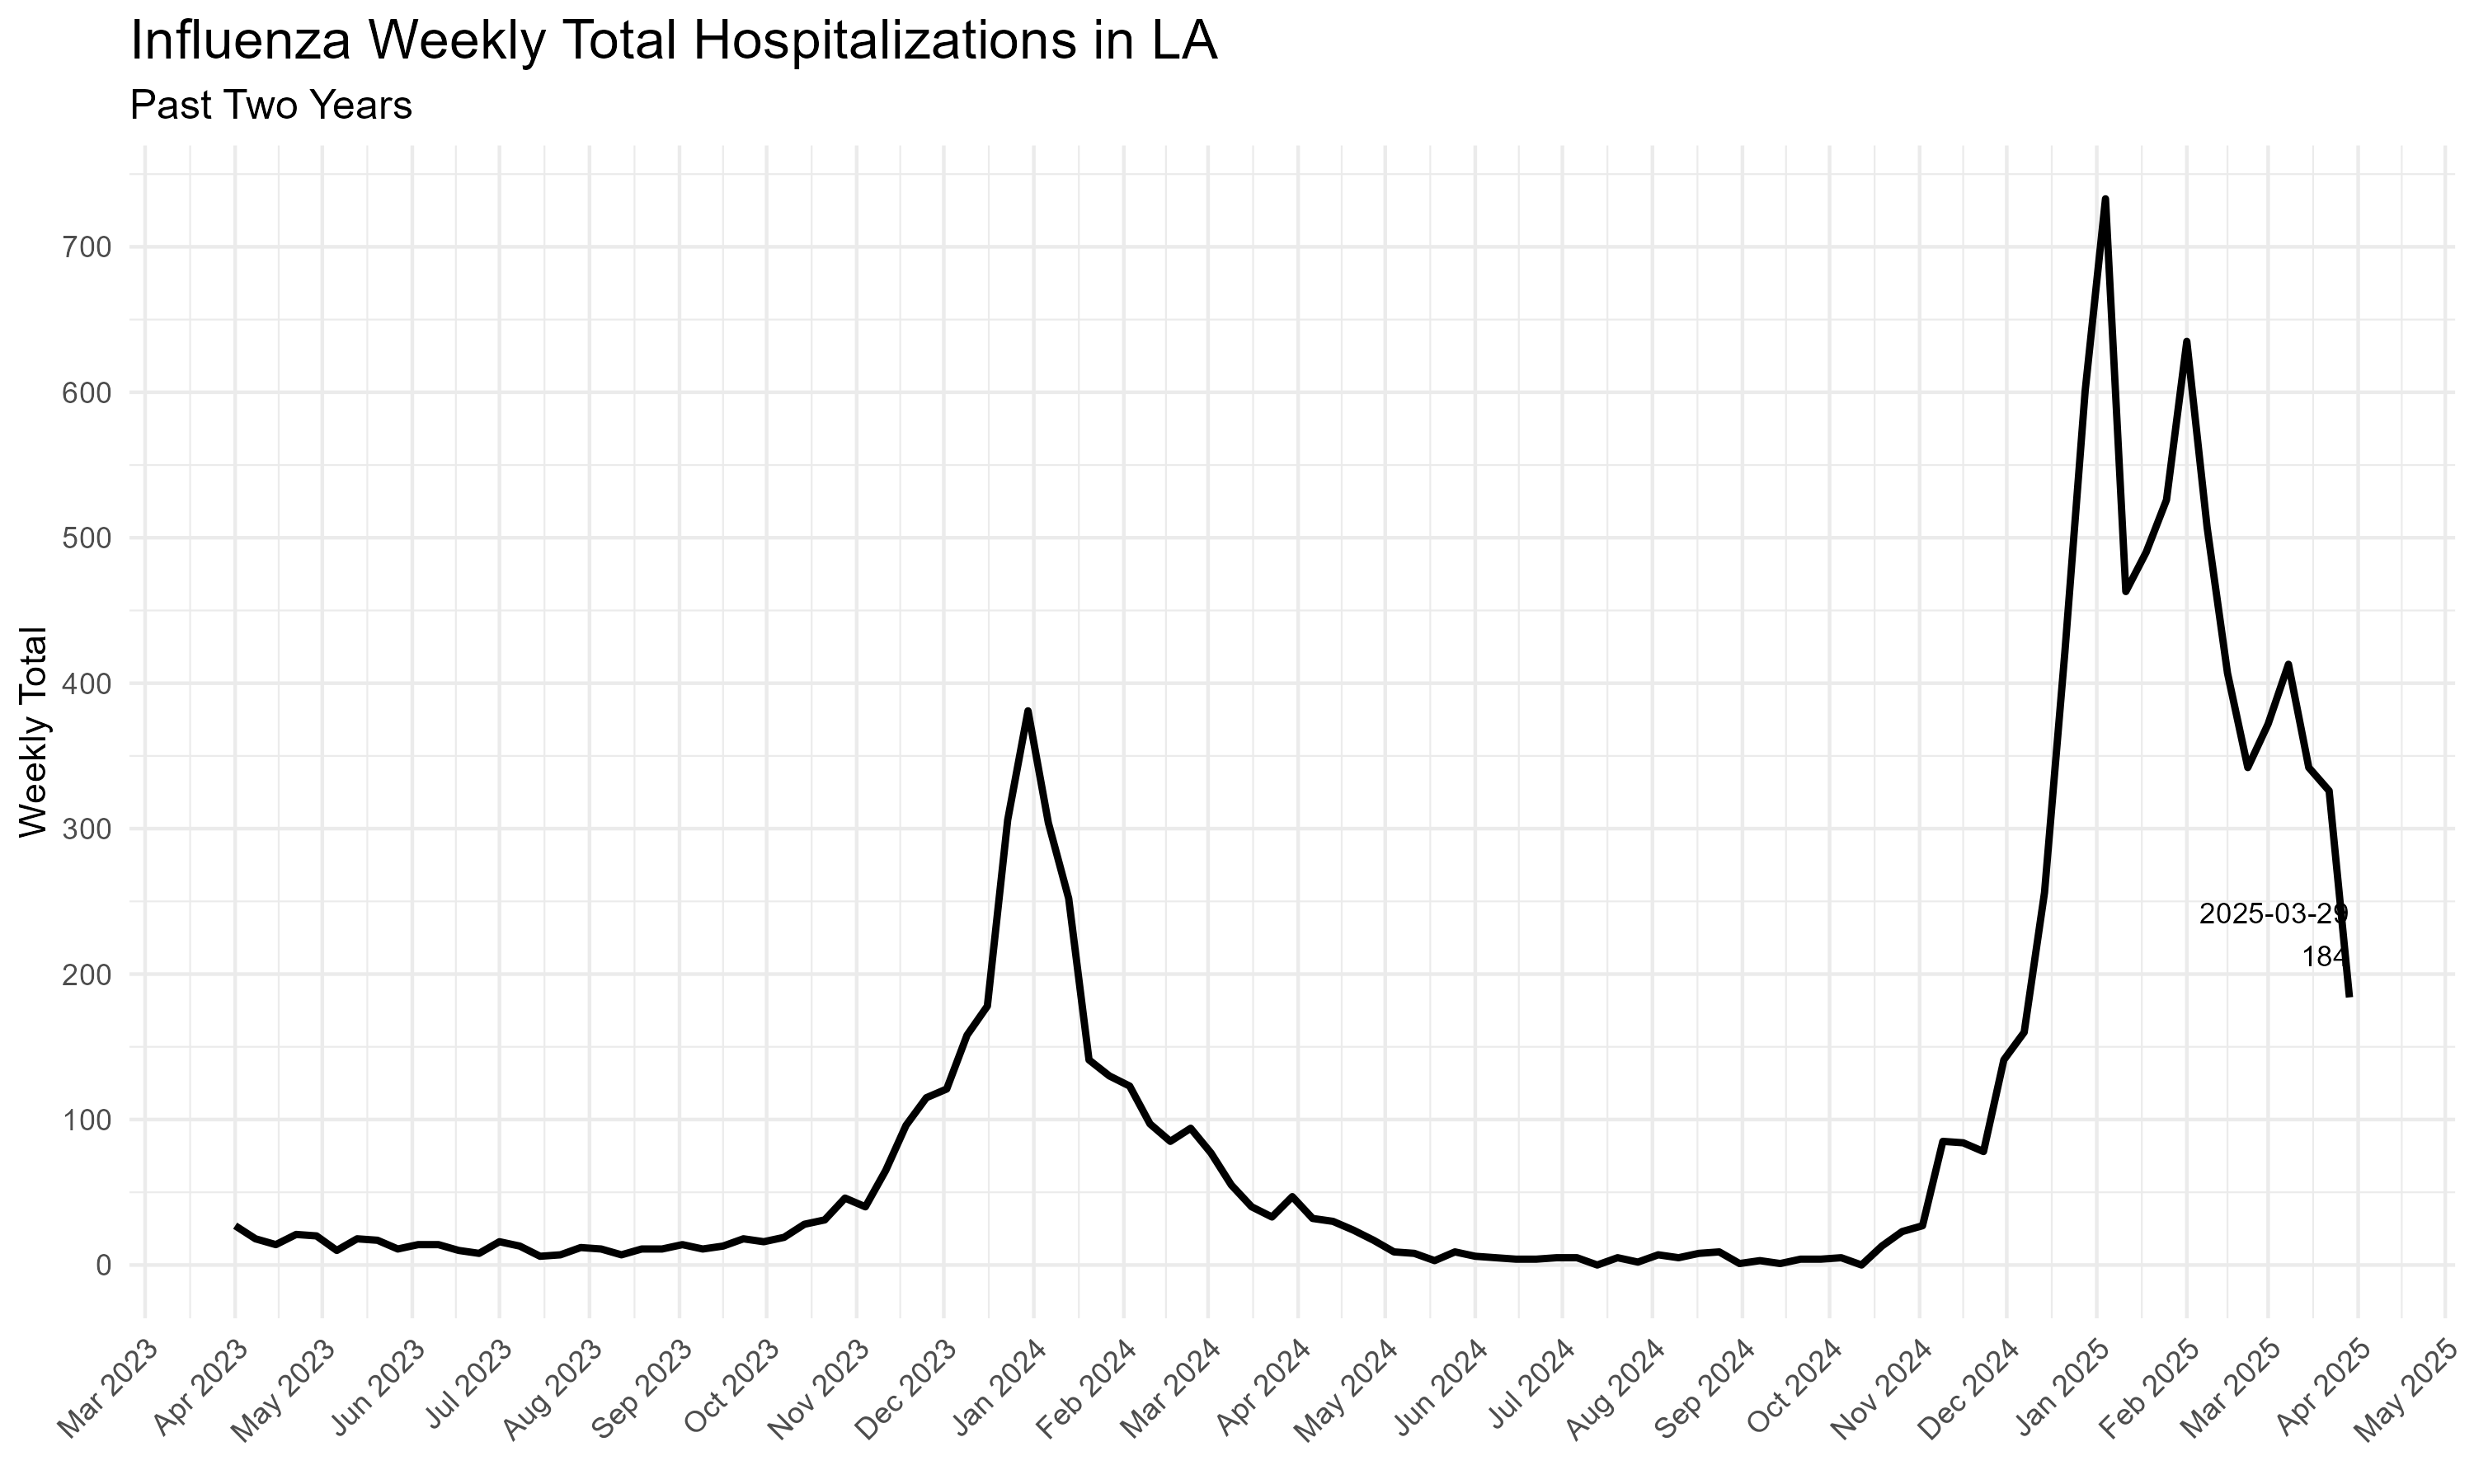 Influenza Weekly Total Hospitalizations in LA
Past Two Years
Weekly Total
700
600
500
400
300
200
100
0
2025-03-29
184
Mar 2023
Apr 2023
May 2023
Jun 2023
Jul 2023
Aug 2023
Sep 2023
Oct 2023
Nov 2023
Dec 2023
Jan 2024
Feb 2024
Mar 2024
Apr 2024
May 2024
Jun 2024
Jul 2024
Aug 2024
Sep 2024
Oct 2024
Nov 2024
Dec 2024
Jan 2025
Feb 2025
Mar 2025
Apr 2025
May 2025